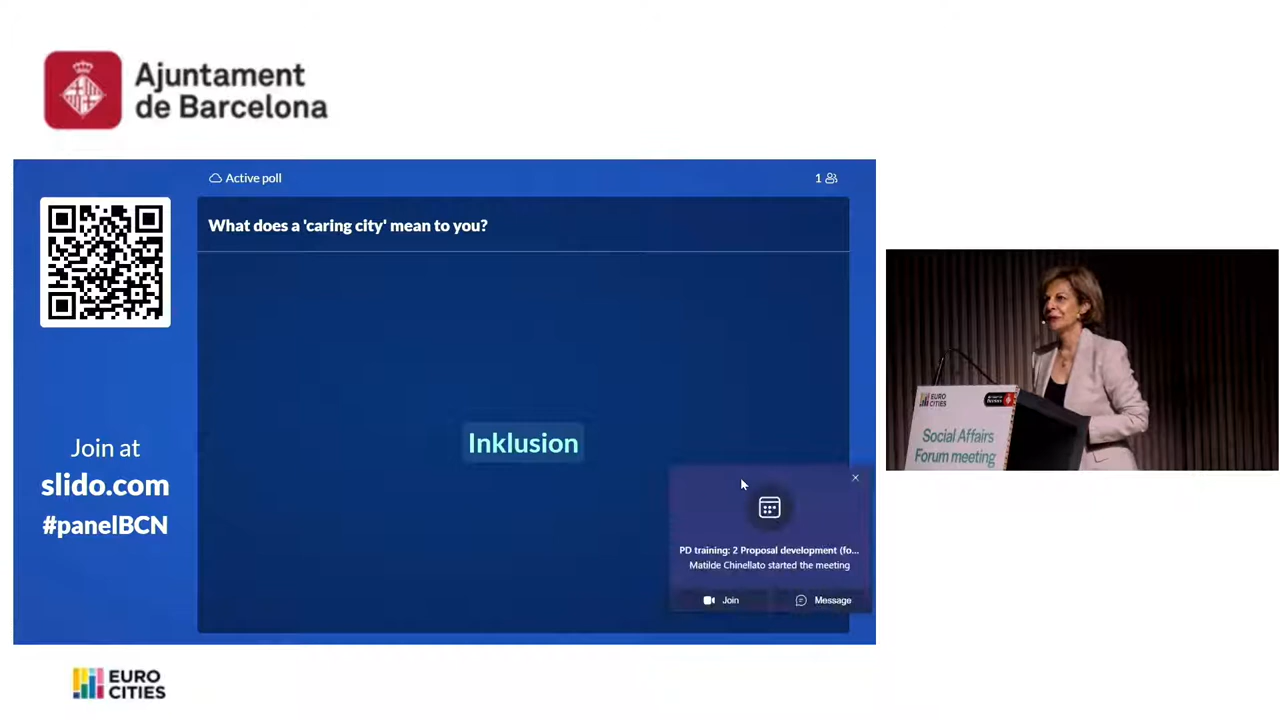 Ajuntament
de Barcelona
Active poll
1
What does a 'caring city' mean to you?
Inklusion
Join at
slido.com
#panelBCN
PD training: 2 Proposal development (fo...
Matilde Chinellato started the meeting
Join
Message
EURO
CITIES
Social Affairs
Forum meeting
EURO
CITIES